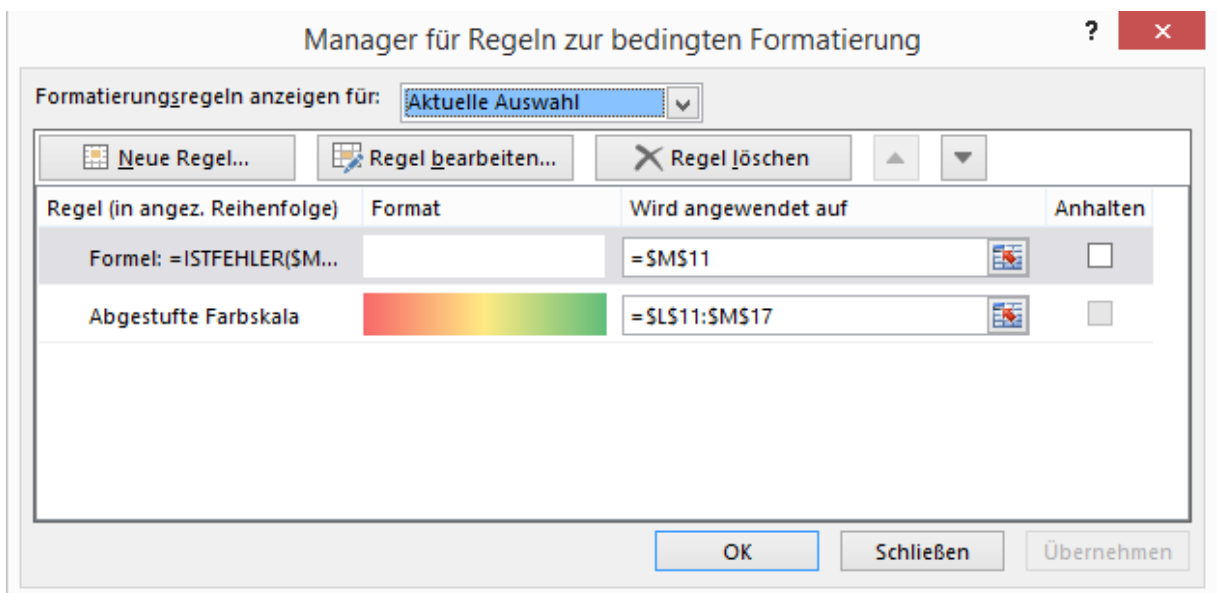 Manager für Regeln zur bedingten Formatierung
?
Formatierungsregeln anzeigen für: Aktuelle Auswahl
Neue Regel... Regel bearbeiten... Regel löschen
Regel (in angez. Reihenfolge) Format Wird angewendet auf Anhalten
Formel: =ISTFEHLER($M... =$M$11
Abgestufte Farbskala =$L$11:$M$17
OK Schließen Übernehmen